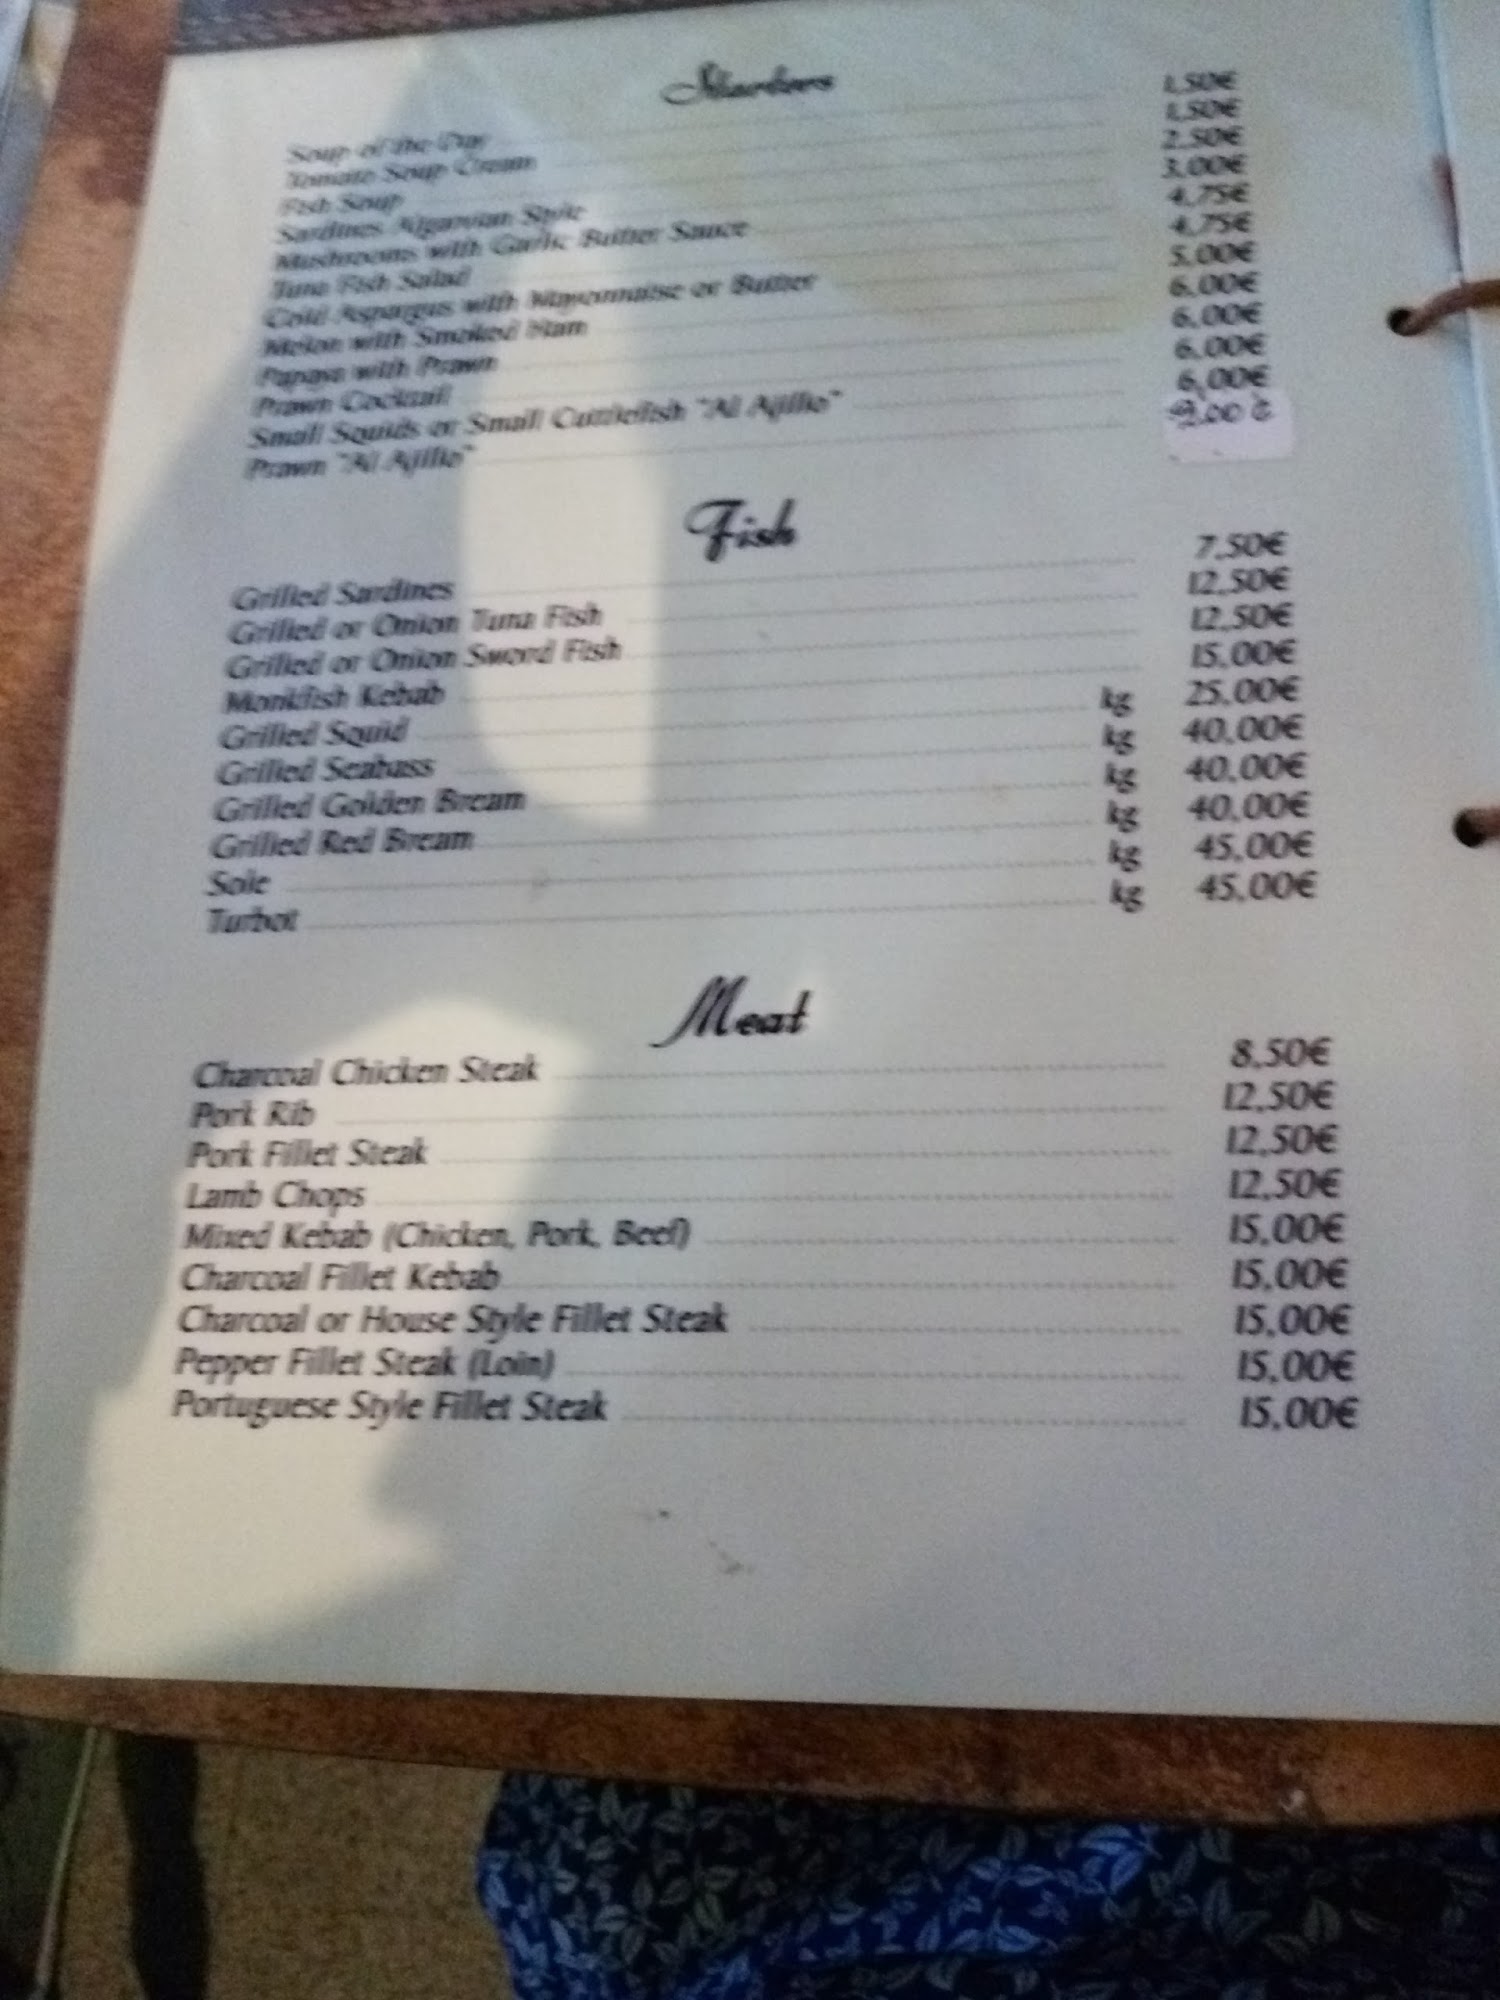 Starters
Soup of the Day 1,50€
Tomato Soup Cream 1,50€
Fish Soup 2,50€
Sardines Algarvian Style 3,00€
Mushrooms with Garlic Butter Sauce 4,75€
Tuna Fish Salad 4,75€
Cold Aspargus with Mayonnaise or Butter 5,00€
Melon with Smoked Ham 6,00€
Papaya with Prawn 6,00€
Prawn Cocktail 6,00€
Small Squids or Small Cuttlefish "Al Ajilho" 6,00€
Prawn "Al Ajilho" 9,00 €
Fish
Grilled Sardines 7,50€
Grilled or Onion Tuna Fish 12,50€
Grilled or Onion Sword Fish 12,50€
Monkfish Kebab 15,00€
Grilled Squid kg 25,00€
Grilled Seabass kg 40,00€
Grilled Golden Bream kg 40,00€
Grilled Red Bream kg 40,00€
Sole kg 45,00€
Turbot kg 45,00€
Meat
Charcoal Chicken Steak 8,50€
Pork Rib 12,50€
Pork Fillet Steak 12,50€
Lamb Chops 12,50€
Mixed Kebab (Chicken, Pork, Beef) 15,00€
Charcoal Fillet Kebab 15,00€
Charcoal or House Style Fillet Steak 15,00€
Pepper Fillet Steak (Loin) 15,00€
Portuguese Style Fillet Steak 15,00€